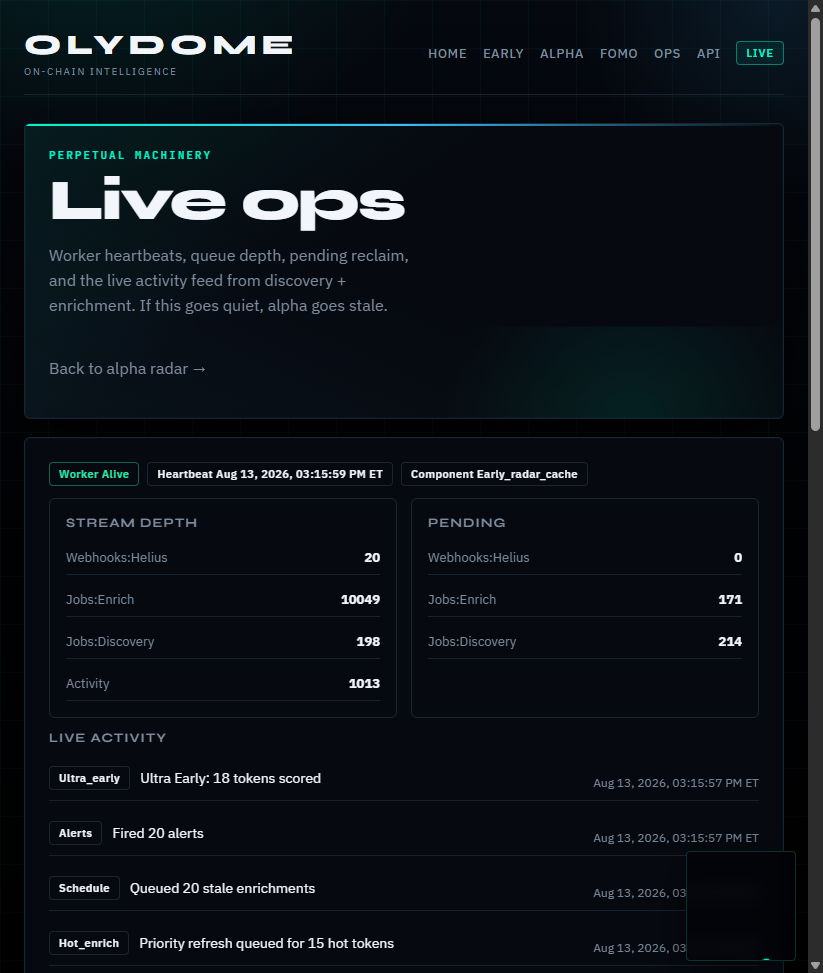 OLYDOME
ON-CHAIN INTELLIGENCE
HOME EARLY ALPHA FOMO OPS API LIVE
PERPETUAL MACHINERY
Live ops
Worker heartbeats, queue depth, pending reclaim,
and the live activity feed from discovery +
enrichment. If this goes quiet, alpha goes stale.
Back to alpha radar →
Worker Alive Heartbeat Aug 13, 2026, 03:15:59 PM ET Component Early_radar_cache
STREAM DEPTH
Webhooks:Helius 20
Jobs:Enrich 10049
Jobs:Discovery 198
Activity 1013
PENDING
Webhooks:Helius 0
Jobs:Enrich 171
Jobs:Discovery 214
LIVE ACTIVITY
Ultra_early Ultra Early: 18 tokens scored Aug 13, 2026, 03:15:57 PM ET
Alerts Fired 20 alerts Aug 13, 2026, 03:15:57 PM ET
Schedule Queued 20 stale enrichments Aug 13, 2026, 03
Hot_enrich Priority refresh queued for 15 hot tokens Aug 13, 2026, 03